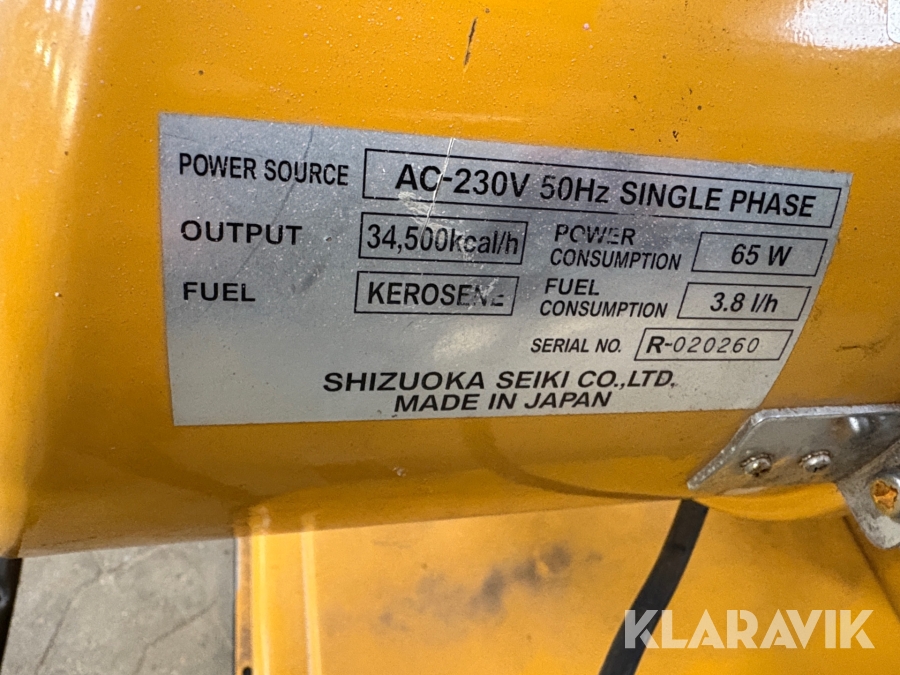 POWER SOURCE AC-230V 50Hz SINGLE PHASE
OUTPUT 34,500kcal/h POWER CONSUMPTION 65 W
FUEL KEROSENE FUEL CONSUMPTION 3.8 l/h
SERIAL NO. R-020260
SHIZUOKA SEIKI CO.,LTD.
MADE IN JAPAN
KLARAVIK